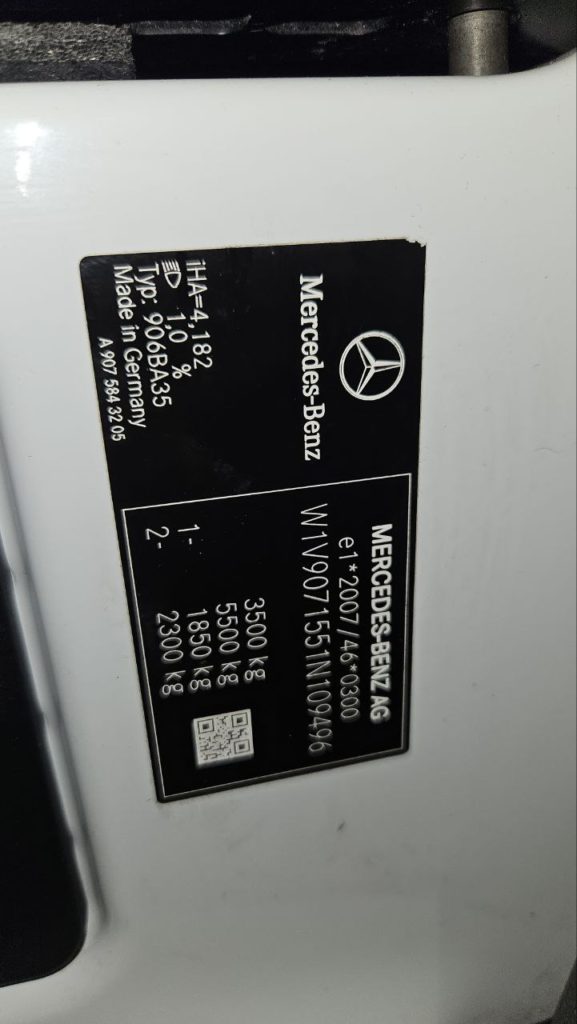 Mercedes-Benz
iHA=4,182
1,0 %
Typ: 906BA35
Made in Germany
A 907 584 32 05
MERCEDES-BENZ AG
e1*2007/46*0300
W1V9071551N109496
3500 kg
5500 kg
1- 1850 kg
2- 2300 kg